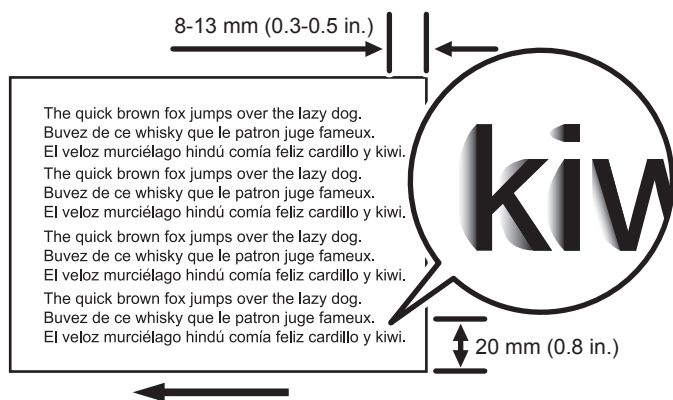 8-13 mm (0.3-0.5 in.)
The quick brown fox jumps over the lazy dog.
Buvez de ce whisky que le patron juge fameux.
El veloz murciélago hindú comía feliz cardillo y kiwi.
The quick brown fox jumps over the lazy dog.
Buvez de ce whisky que le patron juge fameux.
El veloz murciélago hindú comía feliz cardillo y kiwi.
The quick brown fox jumps over the lazy dog.
Buvez de ce whisky que le patron juge fameux.
El veloz murciélago hindú comía feliz cardillo y kiwi.
The quick brown fox jumps over the lazy dog.
Buvez de ce whisky que le patron juge fameux.
El veloz murciélago hindú comía feliz cardillo y kiwi.
kiw
20 mm (0.8 in.)